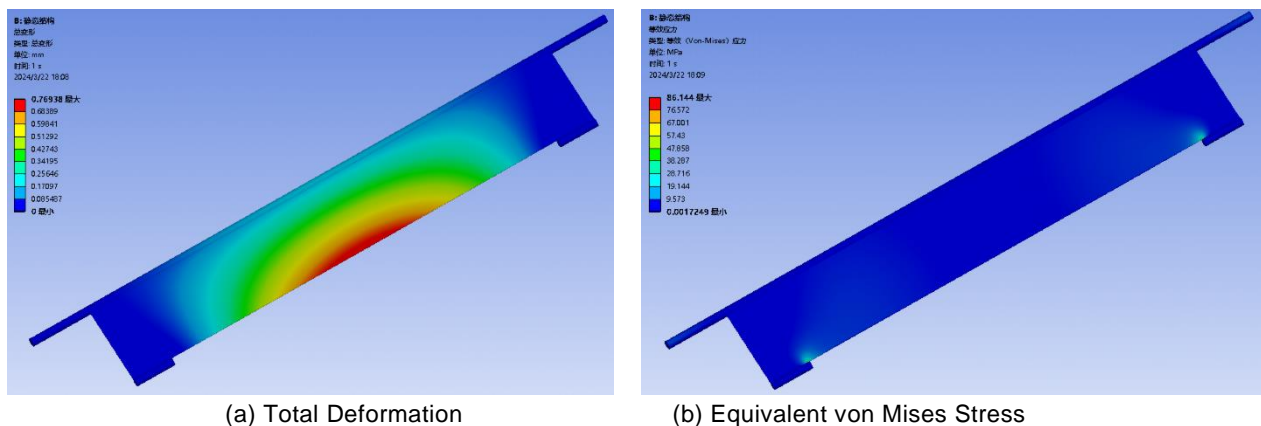 B: 静态结构
总变形
类型: 总变形
单位: mm
时间: 1 s
2024/3/22 18:08
0.76938 最大
0.68389
0.59841
0.51292
0.42743
0.34195
0.25646
0.17097
0.085487
0 最小
B: 静态结构
等效应力
类型: 等效 (Von-Mises) 应力
单位: MPa
时间: 1 s
2024/3/22 18:09
86.144 最大
76.572
67.001
57.43
47.858
38.287
28.716
19.144
9.573
0.0017249 最小
(a) Total Deformation
(b) Equivalent von Mises Stress